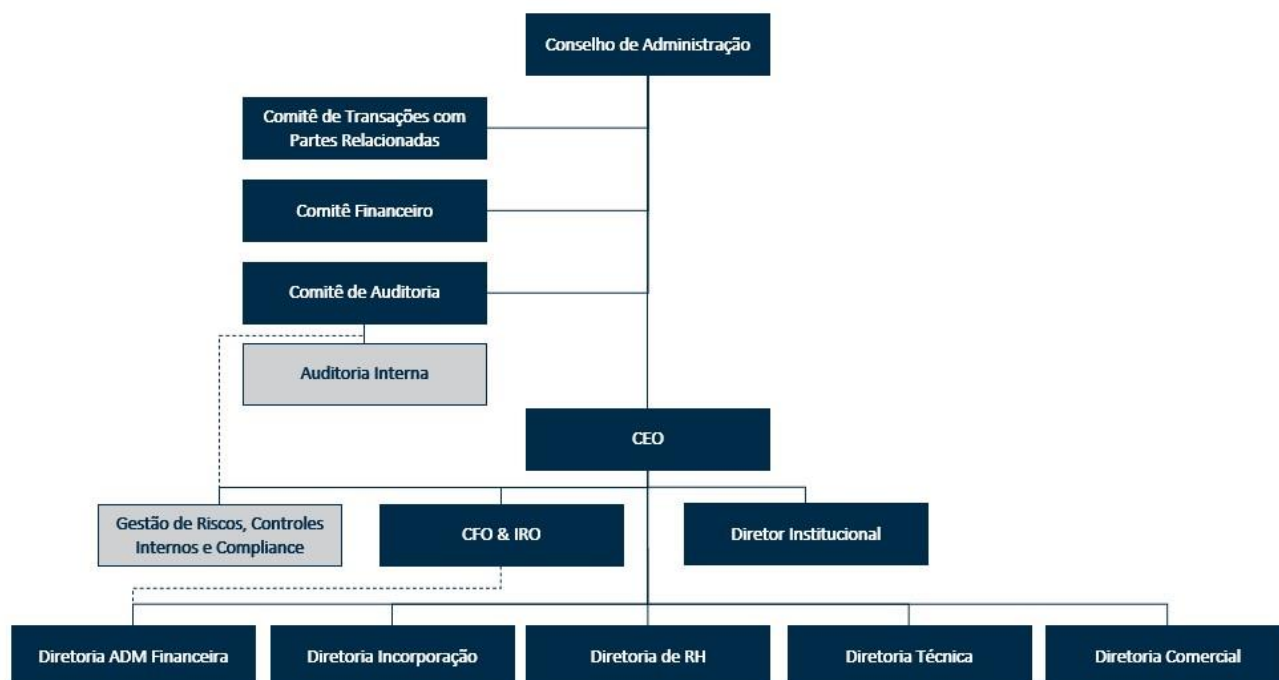 Conselho de Administração
Comitê de Transações com
Partes Relacionadas
Comitê Financeiro
Comitê de Auditoria
Auditoria Interna
CEO
Gestão de Riscos, Controles
Internos e Compliance
CFO & IRO
Diretor Institucional
Diretoria ADM Financeira
Diretoria Incorporação
Diretoria de RH
Diretoria Técnica
Diretoria Comercial